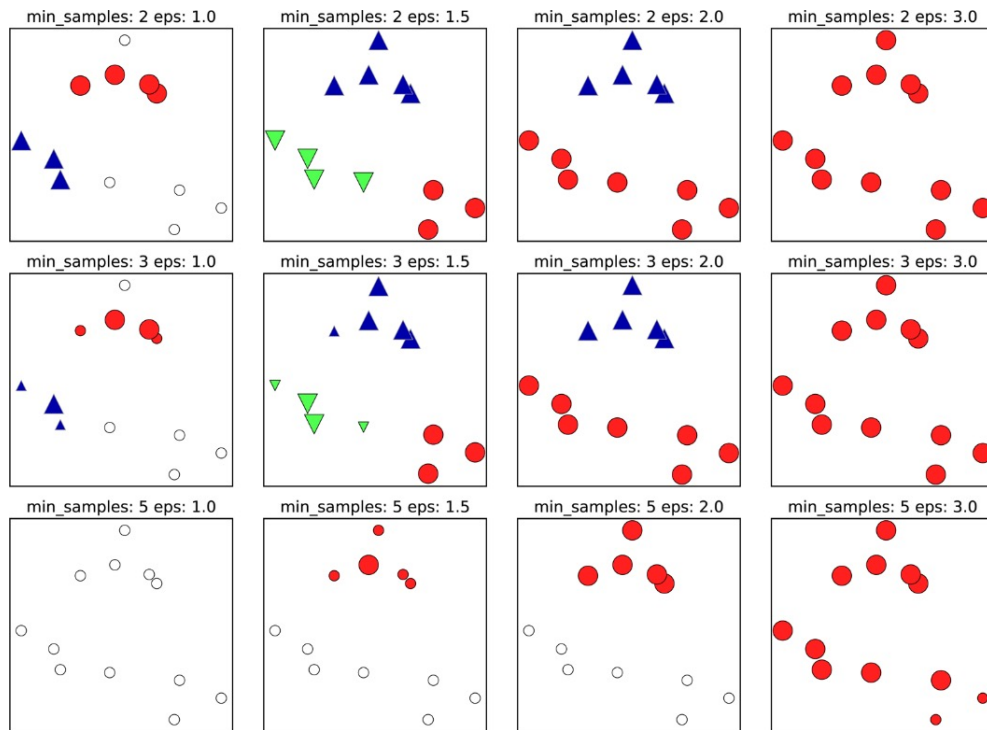 min_samples: 2 eps: 1.0
min_samples: 2 eps: 1.5
min_samples: 2 eps: 2.0
min_samples: 2 eps: 3.0
min_samples: 3 eps: 1.0
min_samples: 3 eps: 1.5
min_samples: 3 eps: 2.0
min_samples: 3 eps: 3.0
min_samples: 5 eps: 1.0
min_samples: 5 eps: 1.5
min_samples: 5 eps: 2.0
min_samples: 5 eps: 3.0